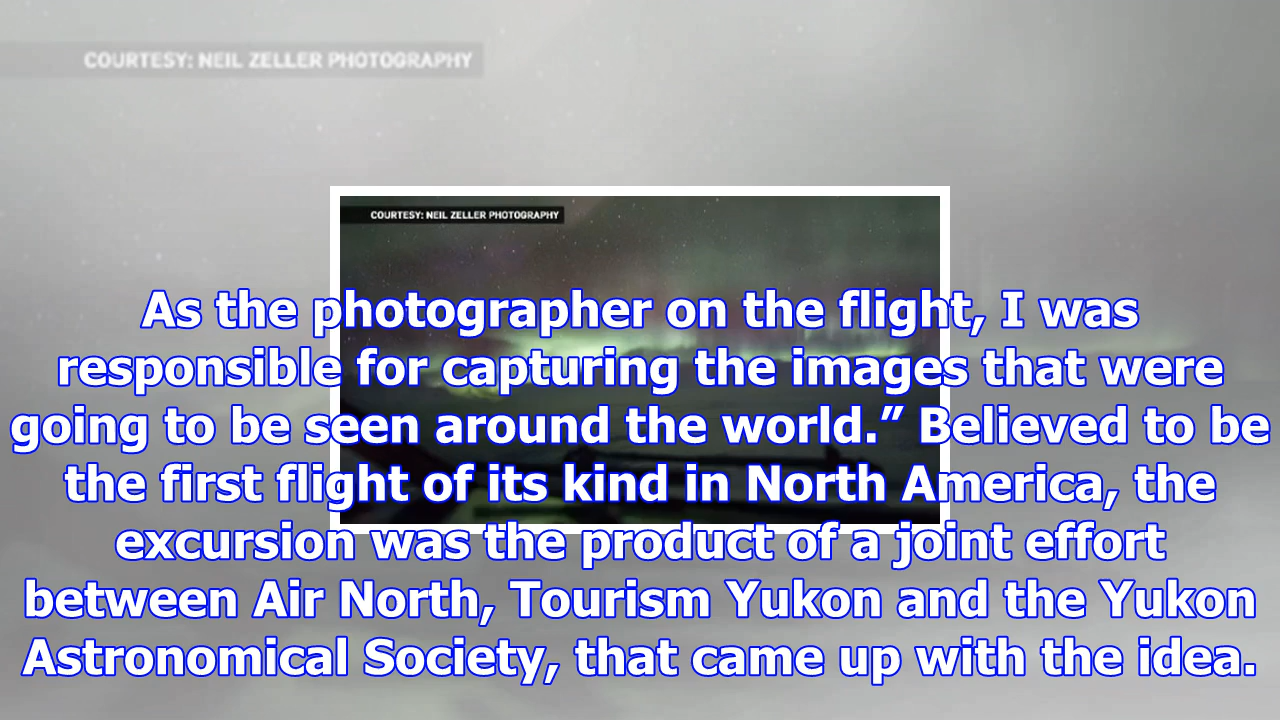 COURTESY: NEIL ZELLER PHOTOGRAPHY
COURTESY: NEIL ZELLER PHOTOGRAPHY
As the photographer on the flight, I was
responsible for capturing the images that were
going to be seen around the world.” Believed to be
the first flight of its kind in North America, the
excursion was the product of a joint effort
between Air North, Tourism Yukon and the Yukon
Astronomical Society, that came up with the idea.